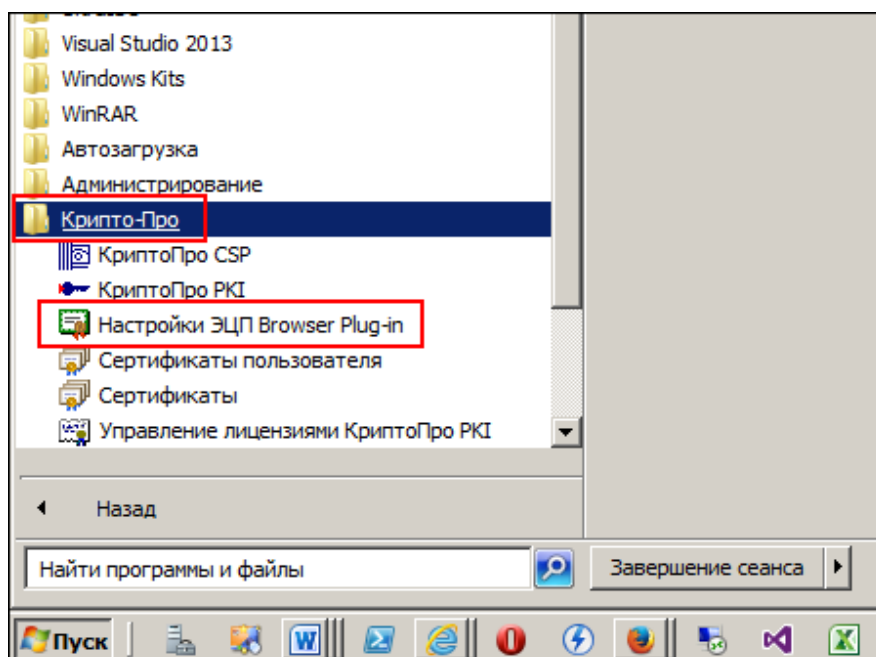 Visual Studio 2013
Windows Kits
WinRAR
Автозагрузка
Администрирование
Крипто-Про
КриптоПро CSP
КриптоПро PKI
Настройки ЭЦП Browser Plug-in
Сертификаты пользователя
Сертификаты
Управление лицензиями КриптоПро PKI
Назад
Найти программы и файлы
Завершение сеанса
Пуск